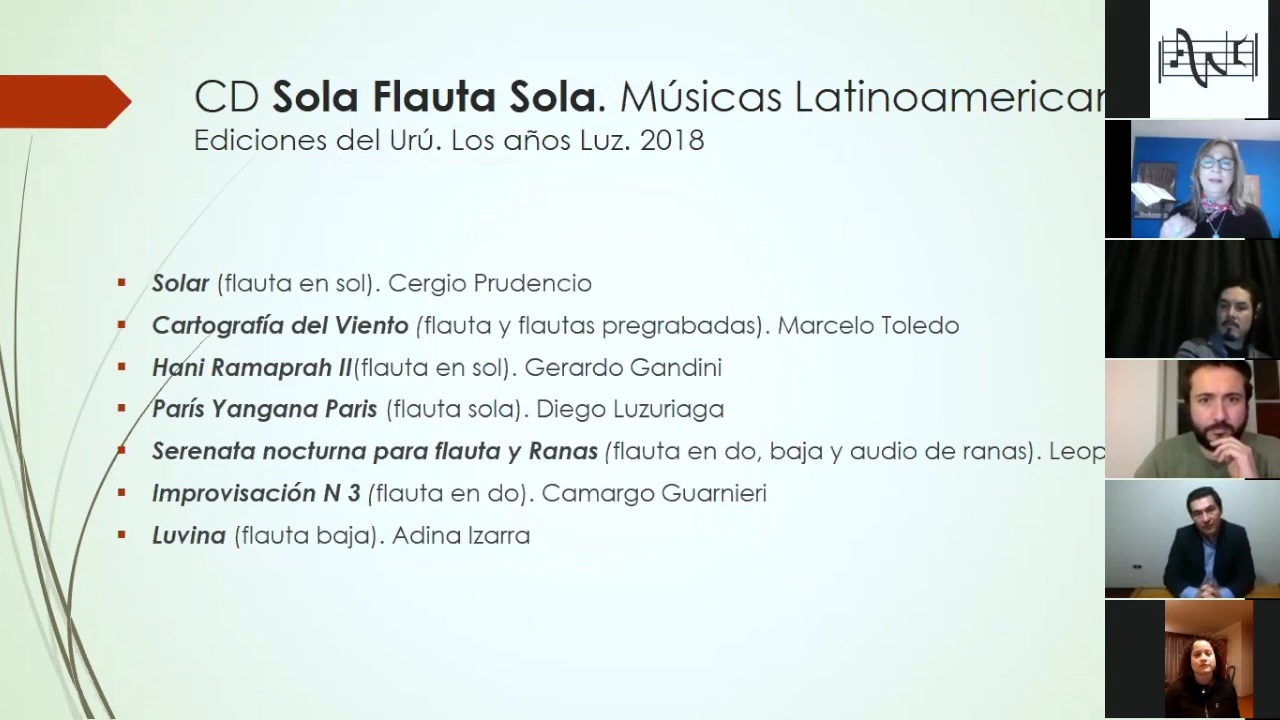 CD Sola Flauta Sola. Músicas Latinoamerican
Ediciones del Urú. Los años Luz. 2018
Solar (flauta en sol). Cergio Prudencio
Cartografía del Viento (flauta y flautas pregrabadas). Marcelo Toledo
Hani Ramaprah II(flauta en sol). Gerardo Gandini
París Yangana Paris (flauta sola). Diego Luzuriaga
Serenata nocturna para flauta y Ranas (flauta en do, baja y audio de ranas). Leop
Improvisación N 3 (flauta en do). Camargo Guarnieri
Luvina (flauta baja). Adina Izarra